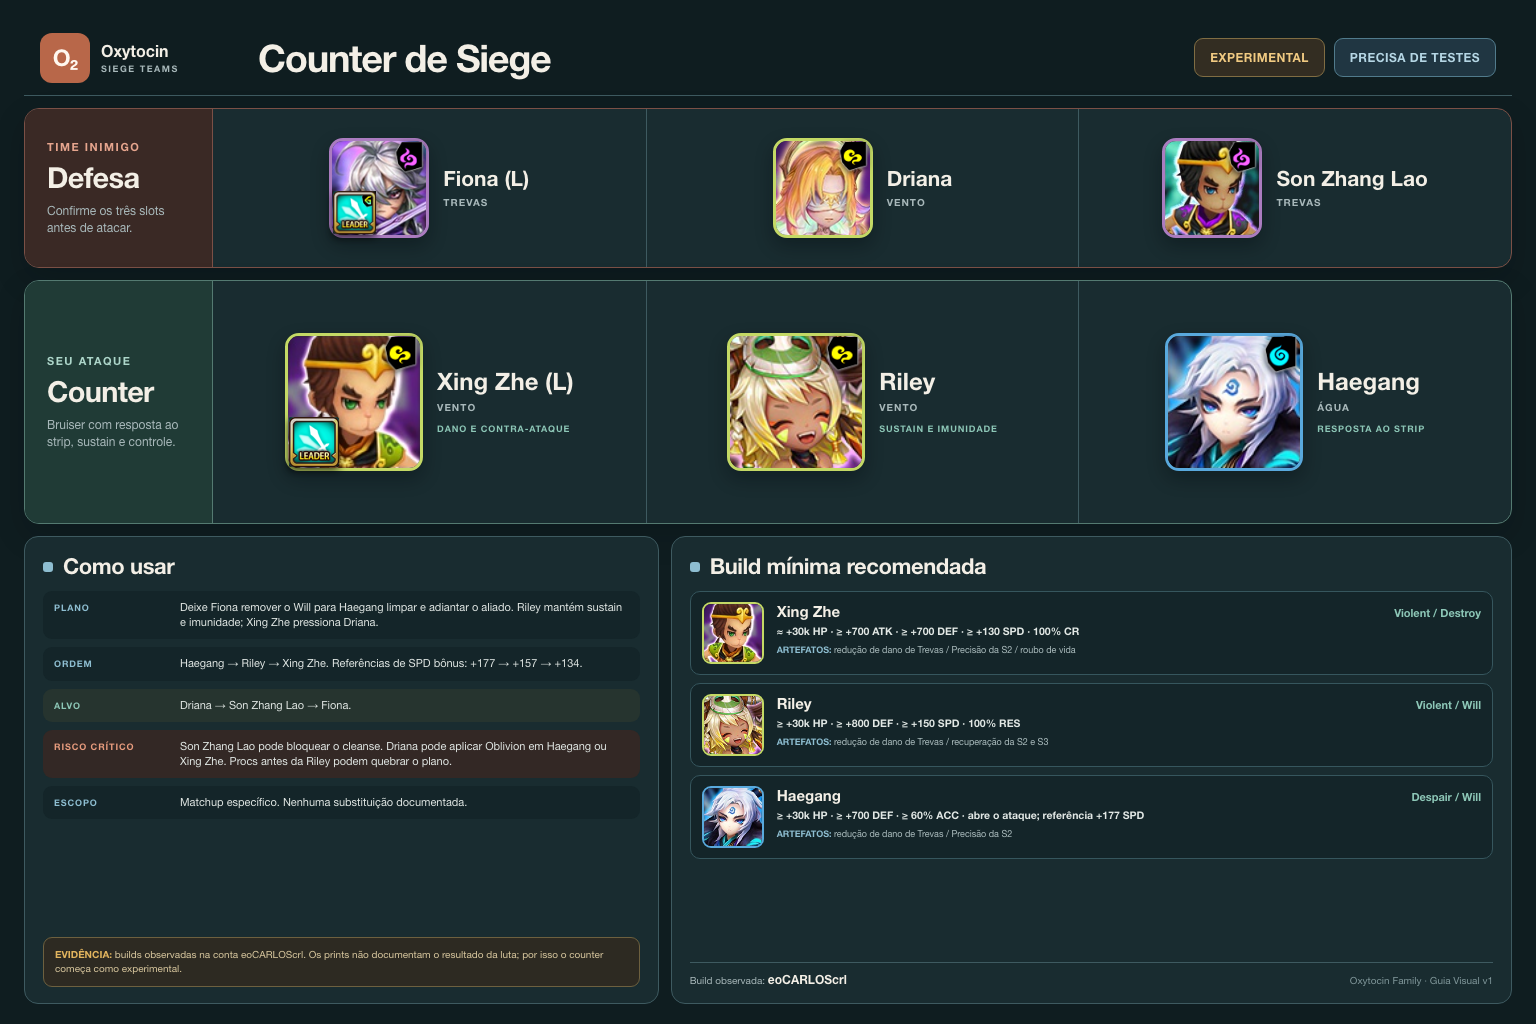 O2
Oxytocin
SIEGE TEAMS
Counter de Siege
EXPERIMENTAL
PRECISA DE TESTES
TIME INIMIGO
Defesa
Confirme os três slots
antes de atacar.
LEADER
Fiona (L)
TREVAS
Driana
VENTO
Son Zhang Lao
TREVAS
SEU ATAQUE
Counter
Bruiser com resposta ao
strip, sustain e controle.
LEADER
Xing Zhe (L)
VENTO
DANO E CONTRA-ATAQUE
Riley
VENTO
SUSTAIN E IMUNIDADE
Haegang
ÁGUA
RESPOSTA AO STRIP
Como usar
PLANO
Deixe Fiona remover o Will para Haegang limpar e adiantar o aliado. Riley mantém sustain
e imunidade; Xing Zhe pressiona Driana.
ORDEM
Haegang → Riley → Xing Zhe. Referências de SPD bônus: +177 → +157 → +134.
ALVO
Driana → Son Zhang Lao → Fiona.
RISCO CRÍTICO
Son Zhang Lao pode bloquear o cleanse. Driana pode aplicar Oblivion em Haegang ou
Xing Zhe. Procs antes da Riley podem quebrar o plano.
ESCOPO
Matchup específico. Nenhuma substituição documentada.
EVIDÊNCIA: builds observadas na conta eoCARLOScrl. Os prints não documentam o resultado da luta; por isso o counter
começa como experimental.
Build mínima recomendada
Xing Zhe
Violent / Destroy
≈ +30k HP · ≥ +700 ATK · ≥ +700 DEF · ≥ +130 SPD · 100% CR
ARTEFATOS: redução de dano de Trevas / Precisão da S2 / roubo de vida
Riley
Violent / Will
≥ +30k HP · ≥ +800 DEF · ≥ +150 SPD · 100% RES
ARTEFATOS: redução de dano de Trevas / recuperação da S2 e S3
Haegang
Despair / Will
≥ +30k HP · ≥ +700 DEF · ≥ 60% ACC · abre o ataque; referência +177 SPD
ARTEFATOS: redução de dano de Trevas / Precisão da S2
Build observada: eoCARLOScrl
Oxytocin Family · Guia Visual v1